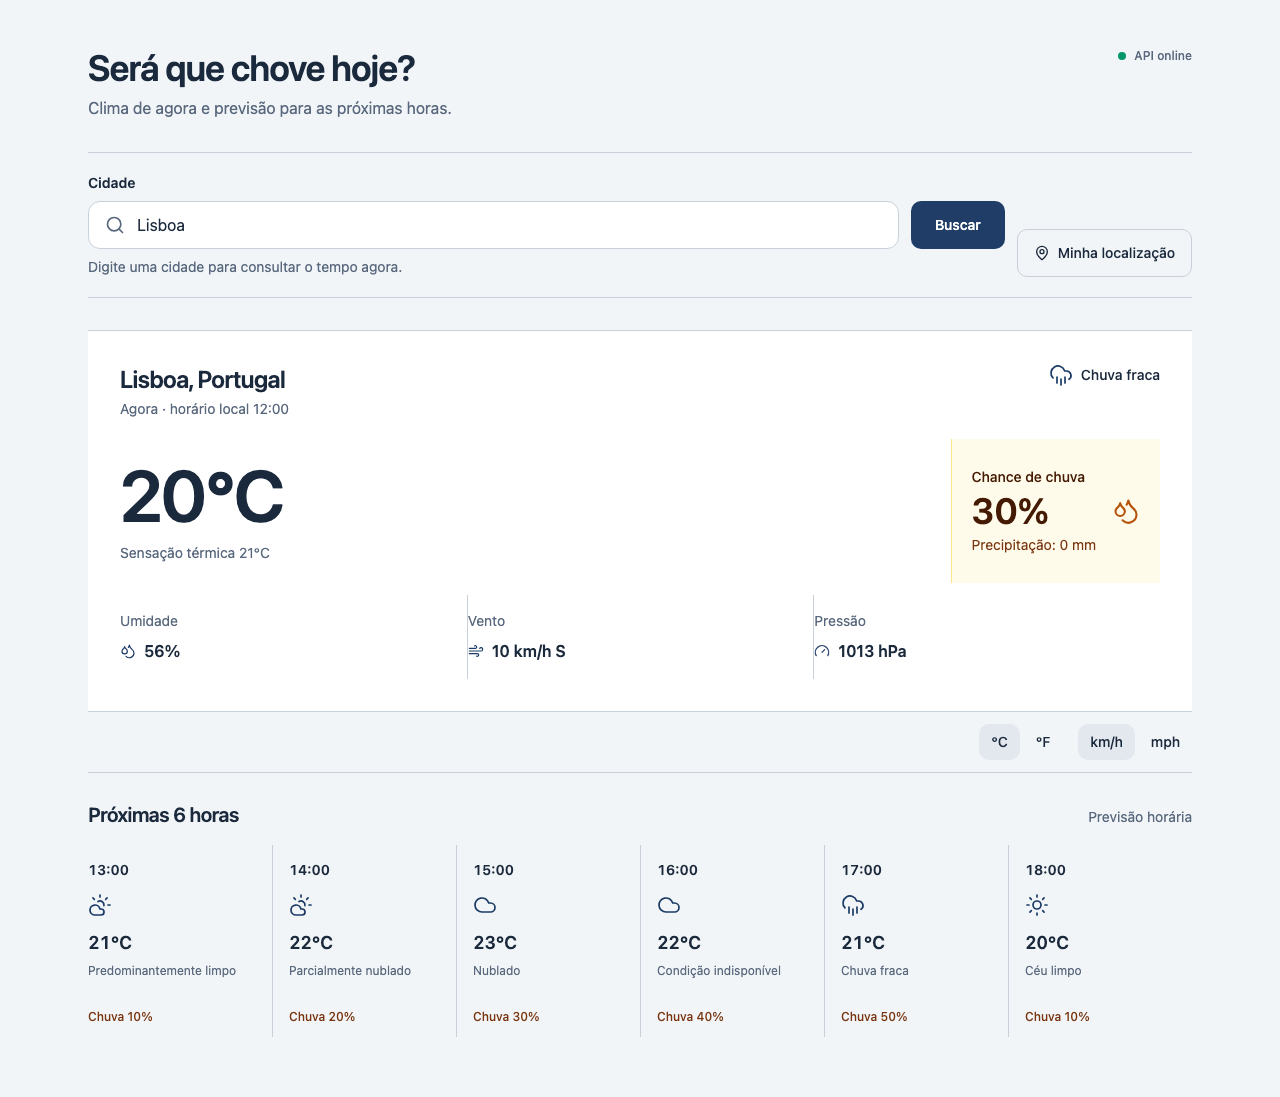 Será que chove hoje?
API online
Clima de agora e previsão para as próximas horas.
Cidade
Lisboa
Buscar
Minha localização
Digite uma cidade para consultar o tempo agora.
Lisboa, Portugal
Chuva fraca
Agora · horário local 12:00
20°C
Sensação térmica 21°C
Chance de chuva
30%
Precipitação: 0 mm
Umidade
56%
Vento
10 km/h S
Pressão
1013 hPa
°C °F km/h mph
Próximas 6 horas
Previsão horária
13:00
21°C
Predominantemente limpo
Chuva 10%
14:00
22°C
Parcialmente nublado
Chuva 20%
15:00
23°C
Nublado
Chuva 30%
16:00
22°C
Condição indisponível
Chuva 40%
17:00
21°C
Chuva fraca
Chuva 50%
18:00
20°C
Céu limpo
Chuva 10%